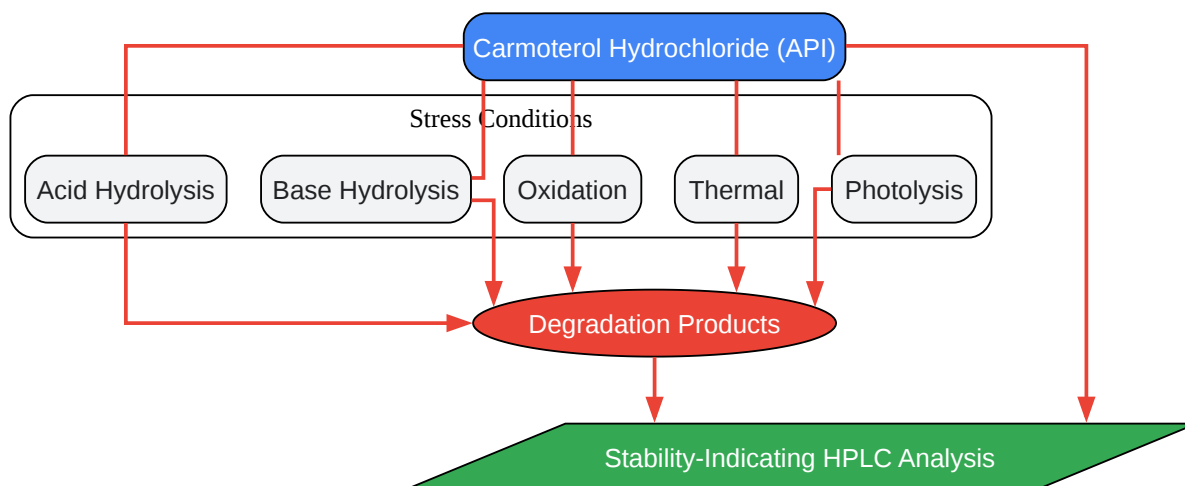 Carmoterol Hydrochloride (API)
Stress Conditions
Acid Hydrolysis
Base Hydrolysis
Oxidation
Thermal
Photolysis
Degradation Products
Stability-Indicating HPLC Analysis